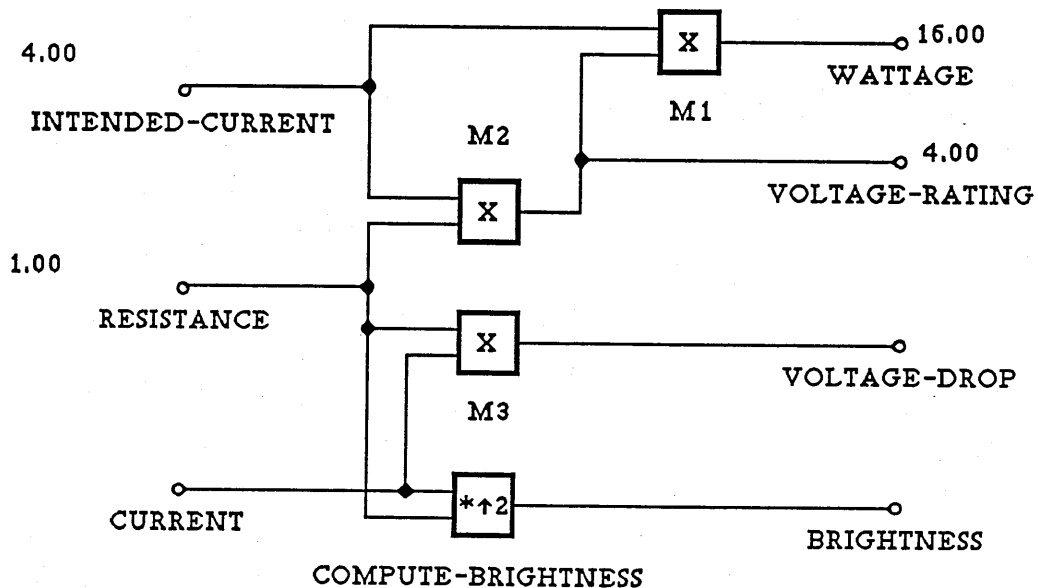 4.00
INTENDED-CURRENT
X
M1
16.00
WATTAGE
M2
X
4.00
VOLTAGE-RATING
1.00
RESISTANCE
X
M3
VOLTAGE-DROP
CURRENT
*↑2
COMPUTE-BRIGHTNESS
BRIGHTNESS